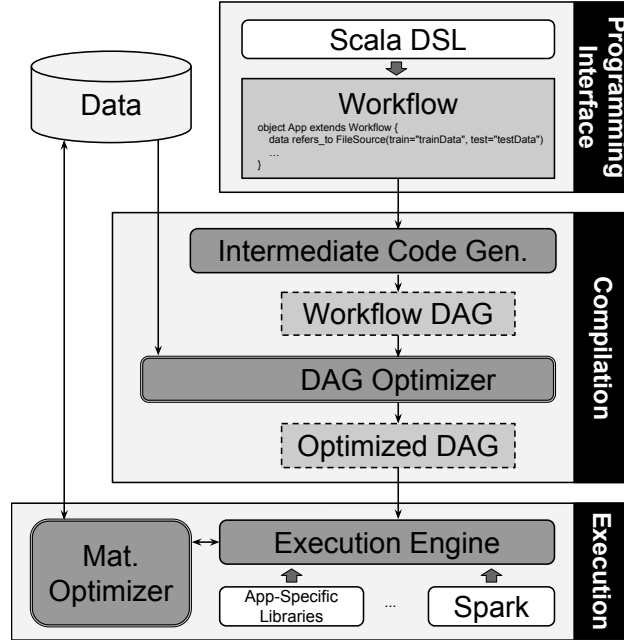 Scala DSL
Workflow
object App extends Workflow {
data refers_to FileSource(train="trainData", test="testData")
...
}
Programming
Interface
Data
Intermediate Code Gen.
Workflow DAG
DAG Optimizer
Optimized DAG
Compilation
Mat.
Optimizer
Execution Engine
App-Specific
Libraries
...
Spark
Execution